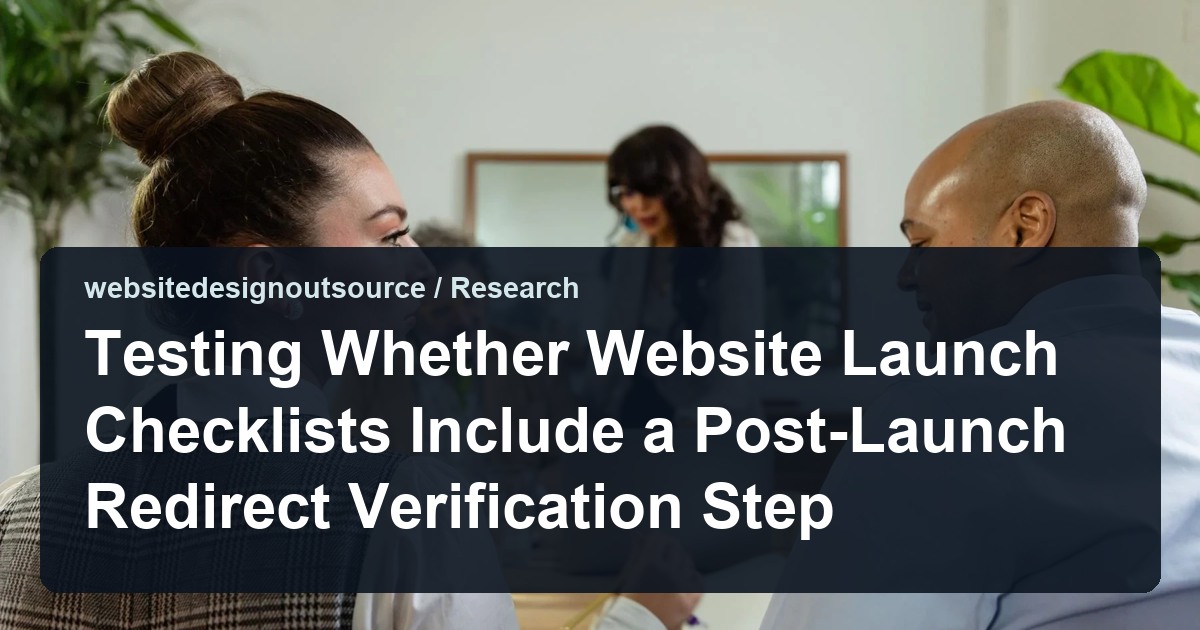 websitedesignoutsource / Research
Testing Whether Website Launch
Checklists Include a Post-Launch
Redirect Verification Step